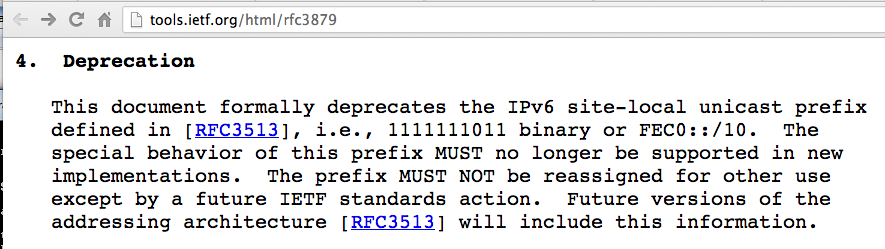 tools.ietf.org/html/rfc3879
4. Deprecation
This document formally deprecates the IPv6 site-local unicast prefix
defined in [RFC3513], i.e., 1111111011 binary or FEC0::/10. The
special behavior of this prefix MUST no longer be supported in new
implementations. The prefix MUST NOT be reassigned for other use
except by a future IETF standards action. Future versions of the
addressing architecture [RFC3513] will include this information.